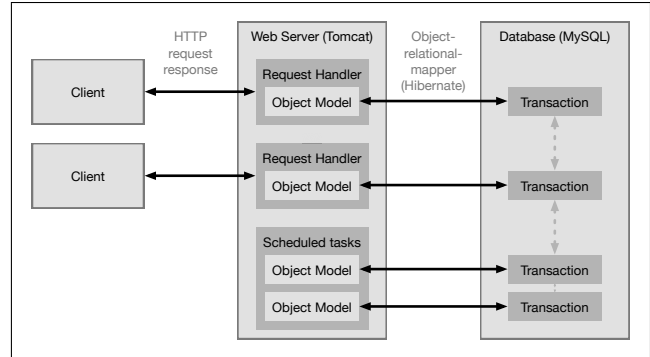 HTTP
request
response
Web Server (Tomcat)
Object-
relational-
mapper
(Hibernate)
Database (MySQL)
Client
Request Handler
Object Model
Transaction
Client
Request Handler
Object Model
Transaction
Scheduled tasks
Object Model
Transaction
Object Model
Transaction